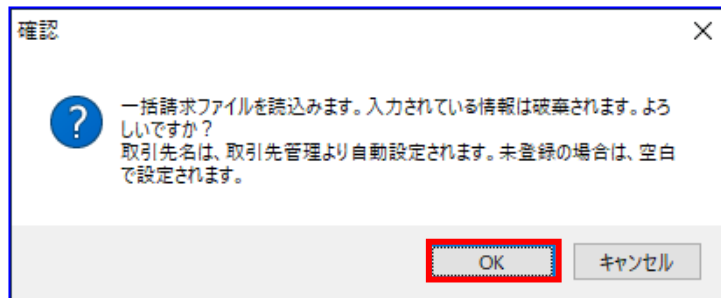 確認
一括請求ファイルを読込みます。入力されている情報は破棄されます。よろ
しいですか？
取引先名は、取引先管理より自動設定されます。未登録の場合は、空白
で設定されます。
OK
キャンセル